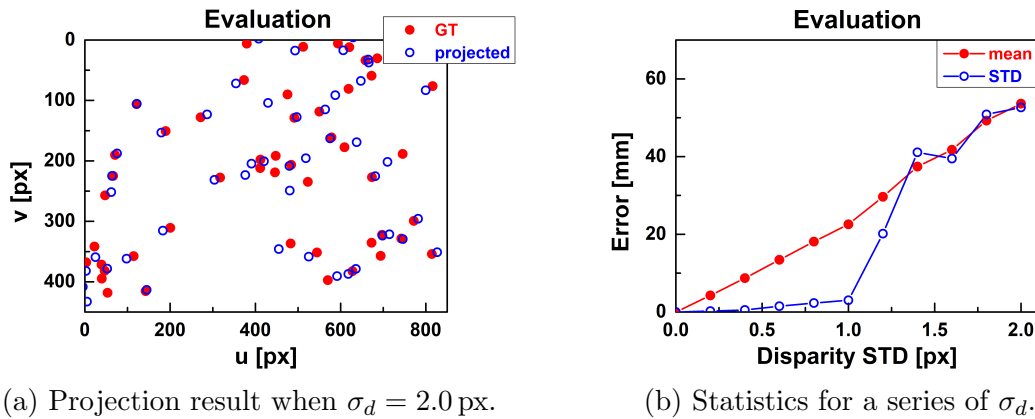 Evaluation
GT
projected
0
100
200
300
400
v [px]
0 200 400 600 800
u [px]
(a) Projection result when σ_d = 2.0 px.
Evaluation
mean
STD
60
40
20
0
Error [mm]
0.0 0.5 1.0 1.5 2.0
Disparity STD [px]
(b) Statistics for a series of σ_d.